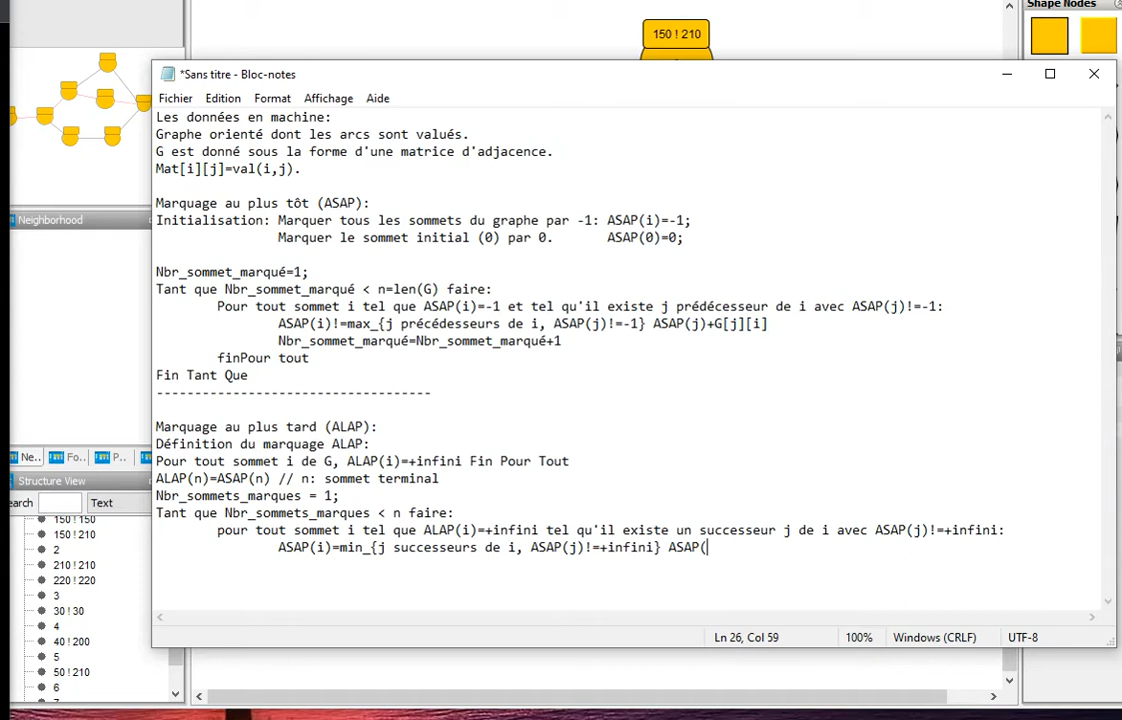 Shape Nodes
150 ! 210
*Sans titre - Bloc-notes
Fichier Edition Format Affichage Aide
Les données en machine:
Graphe orienté dont les arcs sont valués.
G est donné sous la forme d'une matrice d'adjacence.
Mat[i][j]=val(i,j).
Marquage au plus tôt (ASAP):
Initialisation: Marquer tous les sommets du graphe par -1: ASAP(i)=-1;
Marquer le sommet initial (0) par 0. ASAP(0)=0;
Nbr_sommet_marqué=1;
Tant que Nbr_sommet_marqué < n=len(G) faire:
Pour tout sommet i tel que ASAP(i)=-1 et tel qu'il existe j prédécesseur de i avec ASAP(j)!=-1:
ASAP(i)!=max_{j précédesseurs de i, ASAP(j)!=-1} ASAP(j)+G[j][i]
Nbr_sommet_marqué=Nbr_sommet_marqué+1
finPour tout
Fin Tant Que
------------------------------------
Marquage au plus tard (ALAP):
Définition du marquage ALAP:
Pour tout sommet i de G, ALAP(i)=+infini Fin Pour Tout
ALAP(n)=ASAP(n) // n: sommet terminal
Nbr_sommets_marques = 1;
Tant que Nbr_sommets_marques < n faire:
pour tout sommet i tel que ALAP(i)=+infini tel qu'il existe un successeur j de i avec ASAP(j)!=+infini:
ASAP(i)=min_{j successeurs de i, ASAP(j)!=+infini} ASAP(
Ln 26, Col 59 100% Windows (CRLF) UTF-8
Neighborhood
Ne... Fo... P...
Structure View
earch Text
150 ! 150
150 ! 210
2
210 ! 210
220 ! 220
3
30 ! 30
4
40 ! 200
5
50 ! 210
6